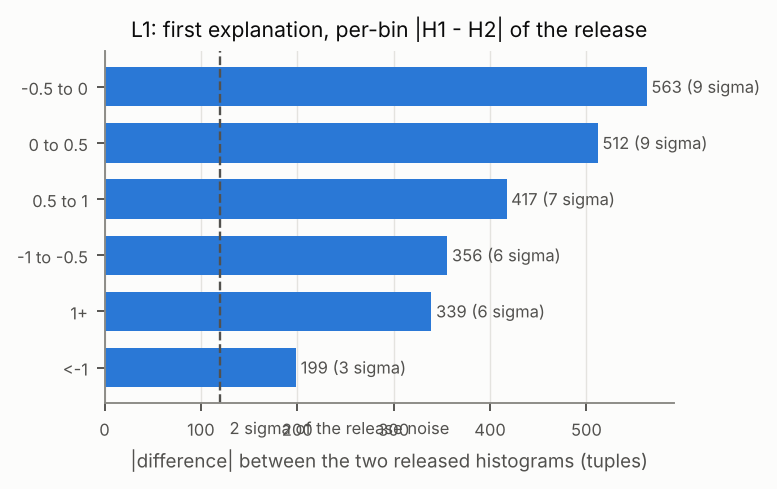 L1: first explanation, per-bin |H1 - H2| of the release
-0.5 to 0
563 (9 sigma)
0 to 0.5
512 (9 sigma)
0.5 to 1
417 (7 sigma)
-1 to -0.5
356 (6 sigma)
1+
339 (6 sigma)
<-1
199 (3 sigma)
0 100 200 300 400 500
2 sigma of the release noise
|difference| between the two released histograms (tuples)